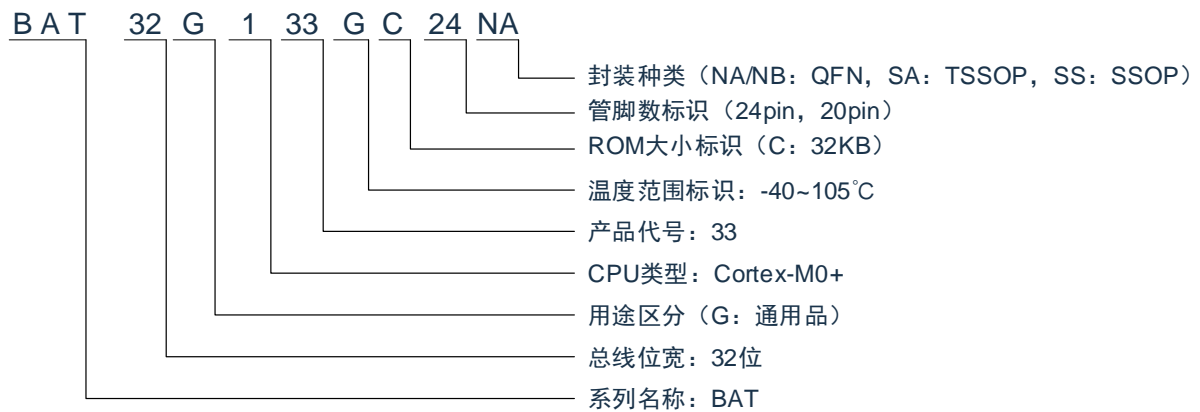 BAT 32 G 1 33 G C 24 NA
封装种类（NA/NB：QFN，SA：TSSOP，SS：SSOP）
管脚数标识（24pin，20pin）
ROM大小标识（C：32KB）
温度范围标识：-40~105℃
产品代号：33
CPU类型：Cortex-M0+
用途区分（G：通用品）
总线位宽：32位
系列名称：BAT